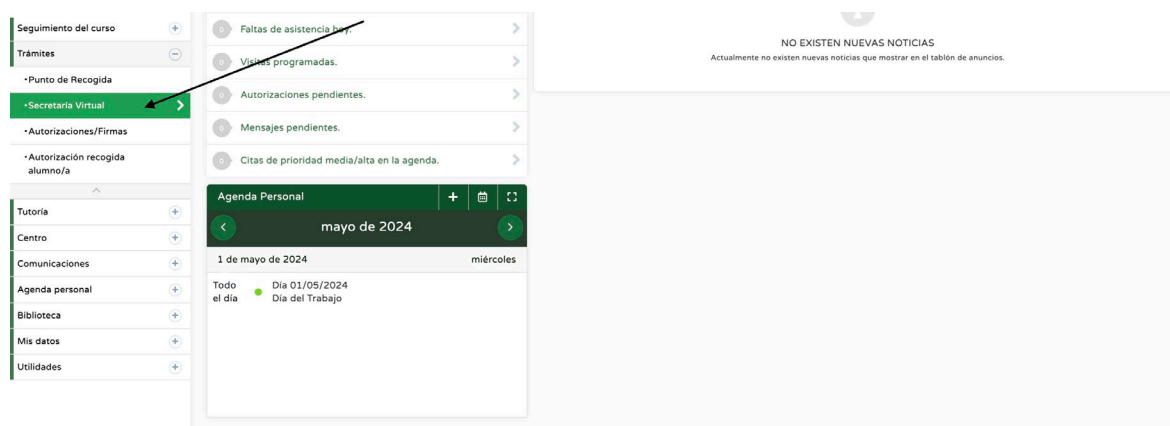 Seguimiento del curso
Trámites
•Punto de Recogida
•Secretaría Virtual
•Autorizaciones/Firmas
•Autorización recogida
alumno/a
Tutoría
Centro
Comunicaciones
Agenda personal
Biblioteca
Mis datos
Utilidades
0 Faltas de asistencia hoy.
0 Visitas programadas.
0 Autorizaciones pendientes.
0 Mensajes pendientes.
0 Citas de prioridad media/alta en la agenda.
Agenda Personal
mayo de 2024
1 de mayo de 2024 miércoles
Todo Día 01/05/2024
el día Día del Trabajo
NO EXISTEN NUEVAS NOTICIAS
Actualmente no existen nuevas noticias que mostrar en el tablón de anuncios.